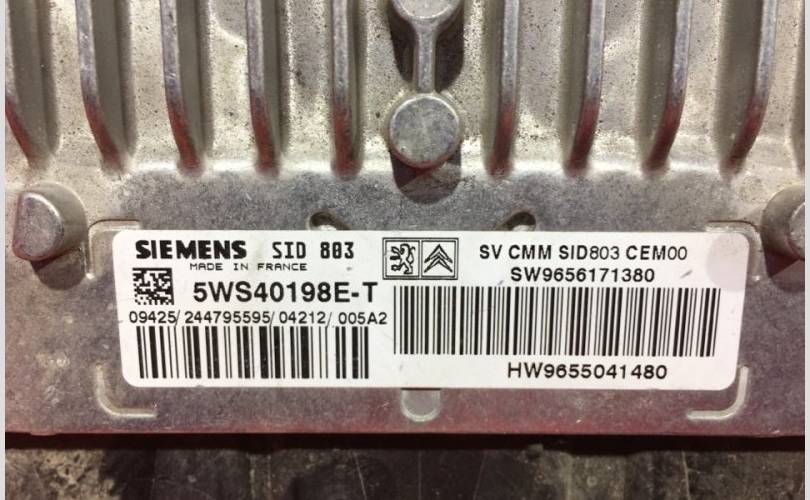 SIEMENS SID 803
MADE IN FRANCE
5WS40198E-T
09425/244795595/04212/005A2
SV CMM SID803 CEM00
SW9656171380
HW9655041480